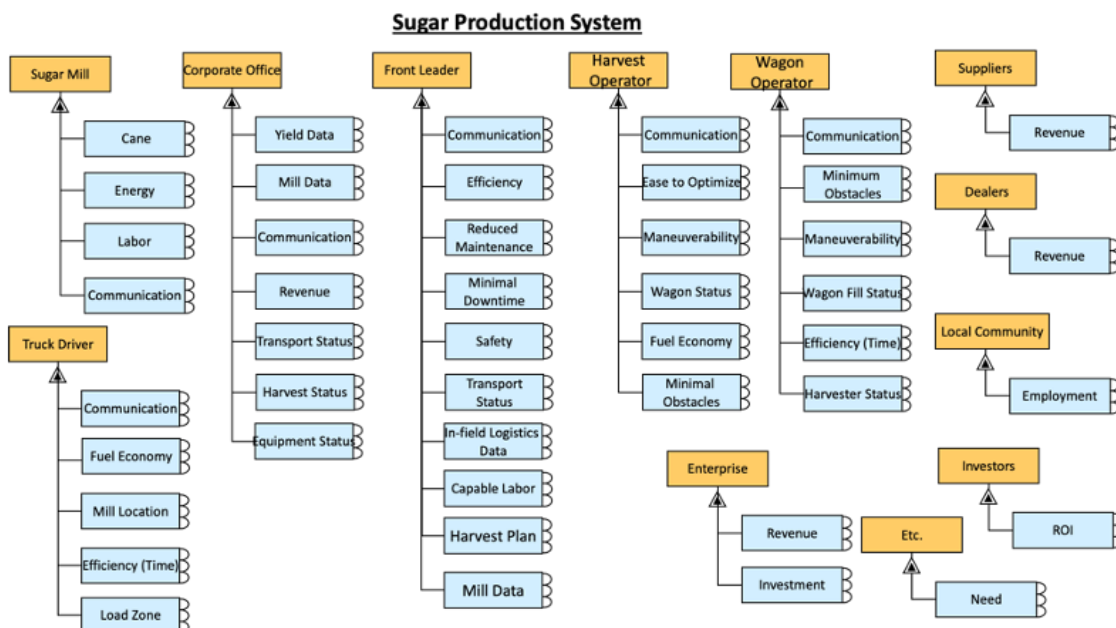 Sugar Production System
Sugar Mill
Cane
Energy
Labor
Communication
Truck Driver
Communication
Fuel Economy
Mill Location
Efficiency (Time)
Load Zone
Corporate Office
Yield Data
Mill Data
Communication
Revenue
Transport Status
Harvest Status
Equipment Status
Front Leader
Communication
Efficiency
Reduced
Maintenance
Minimal
Downtime
Safety
Transport
Status
In-field Logistics
Data
Capable Labor
Harvest Plan
Mill Data
Harvest
Operator
Communication
Ease to Optimize
Maneuverability
Wagon Status
Fuel Economy
Minimal
Obstacles
Wagon
Operator
Communication
Minimum
Obstacles
Maneuverability
Wagon Fill Status
Efficiency (Time)
Harvester Status
Suppliers
Revenue
Dealers
Revenue
Local Community
Employment
Enterprise
Revenue
Investment
Etc.
Need
Investors
ROI